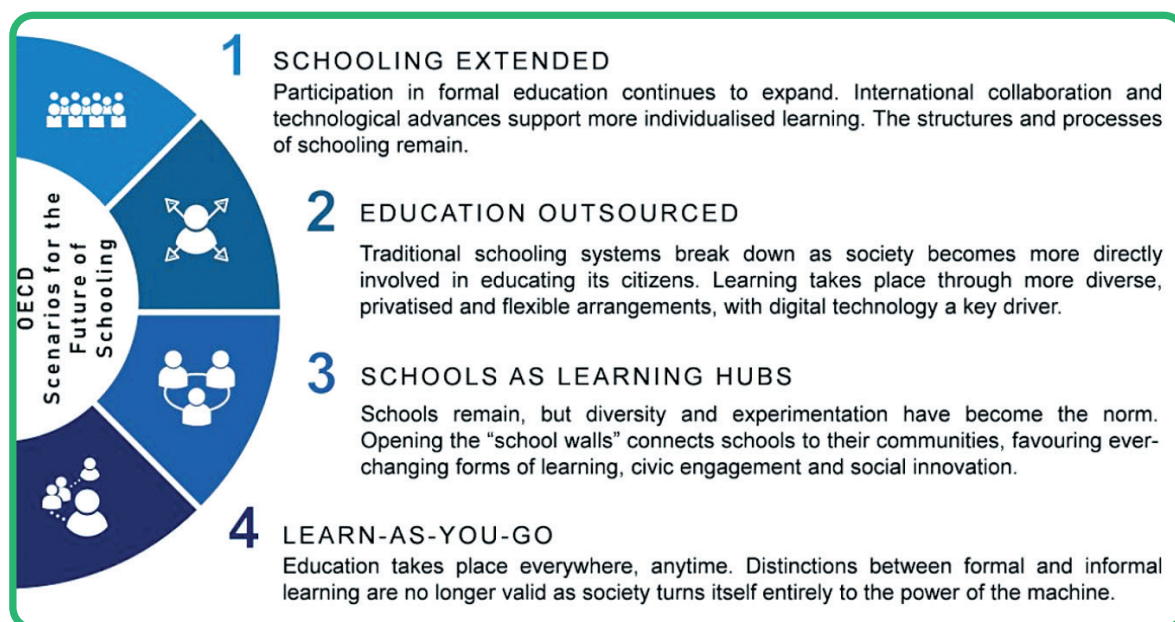 OECD
Scenarios for the
Future of
Schooling
1
SCHOOLING EXTENDED
Participation in formal education continues to expand. International collaboration and
technological advances support more individualised learning. The structures and processes
of schooling remain.
2
EDUCATION OUTSOURCED
Traditional schooling systems break down as society becomes more directly
involved in educating its citizens. Learning takes place through more diverse,
privatised and flexible arrangements, with digital technology a key driver.
3
SCHOOLS AS LEARNING HUBS
Schools remain, but diversity and experimentation have become the norm.
Opening the “school walls” connects schools to their communities, favouring ever-
changing forms of learning, civic engagement and social innovation.
4
LEARN-AS-YOU-GO
Education takes place everywhere, anytime. Distinctions between formal and informal
learning are no longer valid as society turns itself entirely to the power of the machine.